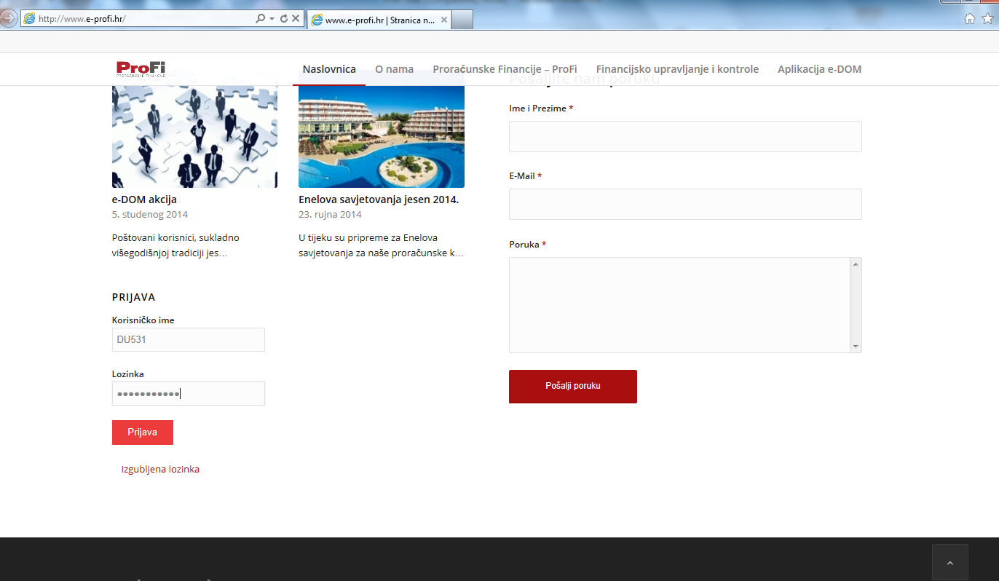 http://www.e-profi.hr/
www.e-profi.hr | Stranica n...
ProFi
PRORAČUNSKE FINANCIJE
Naslovnica
O nama
Proračunske Financije – ProFi
Financijsko upravljanje i kontrole
Aplikacija e-DOM
Pošaljite nam poruku
e-DOM akcija
5. studenog 2014
Poštovani korisnici, sukladno
višegodišnjoj tradiciji jes…
Enelova savjetovanja jesen 2014.
23. rujna 2014
U tijeku su pripreme za Enelova
savjetovanja za naše proračunske k…
PRIJAVA
Korisničko ime
DU531
Lozinka
●●●●●●●●●●●
Prijava
Izgubljena lozinka
Ime i Prezime *
E-Mail *
Poruka *
Pošalji poruku